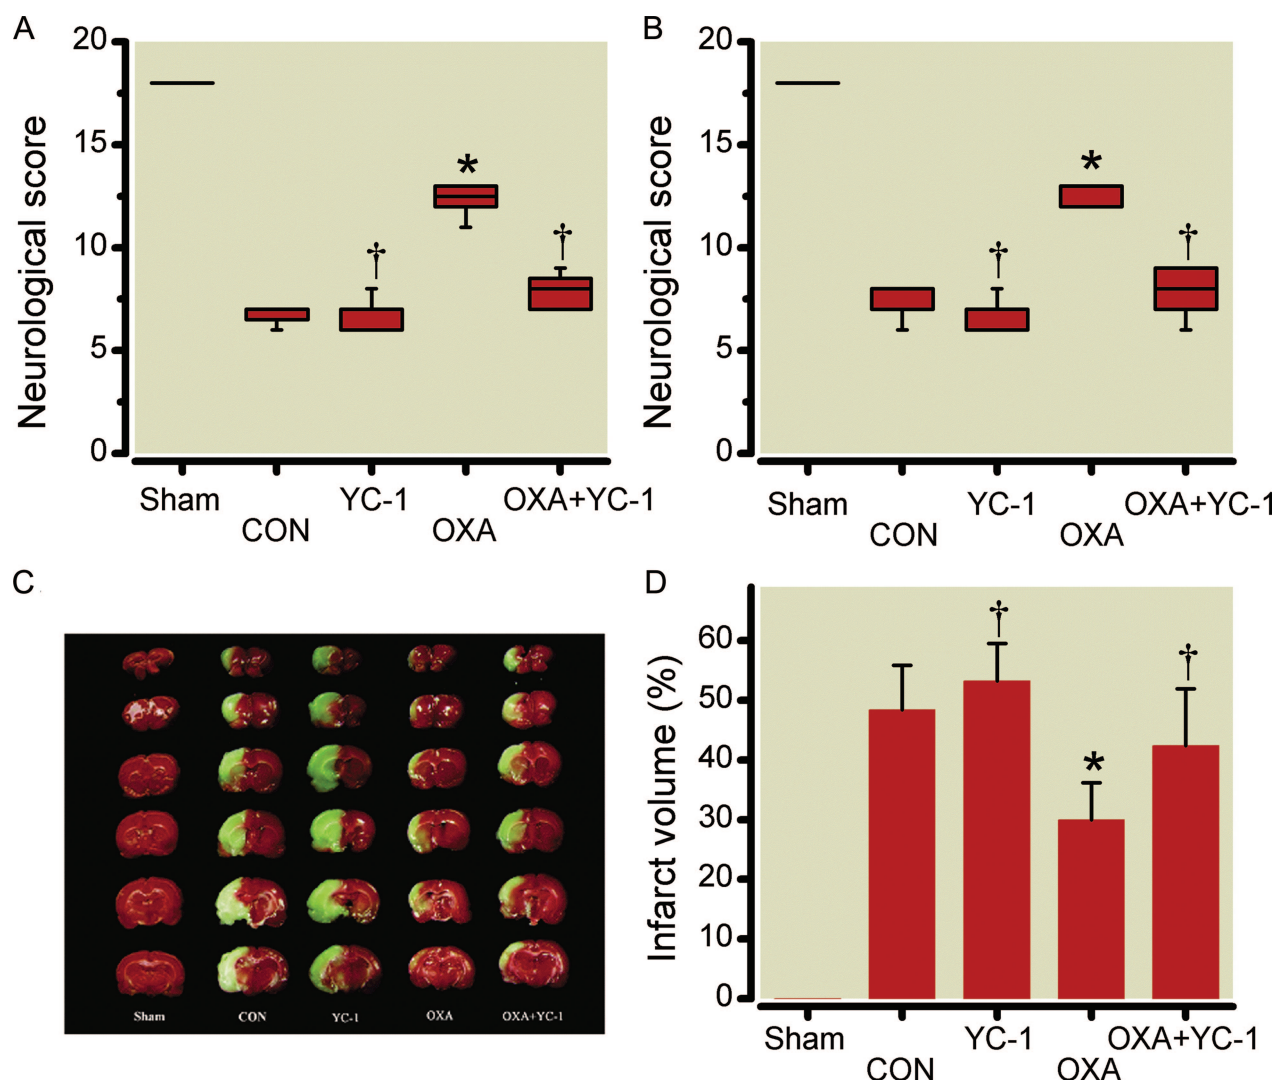 A
Neurological score
20
15
10
5
0
*
†
†
Sham
CON
YC-1
OXA
OXA+YC-1
B
Neurological score
20
15
10
5
0
*
†
†
Sham
CON
YC-1
OXA
OXA+YC-1
C
Sham
CON
YC-1
OXA
OXA+YC-1
D
Infarct volume (%)
60
50
40
30
20
10
0
†
*
†
Sham
CON
YC-1
OXA
OXA+YC-1